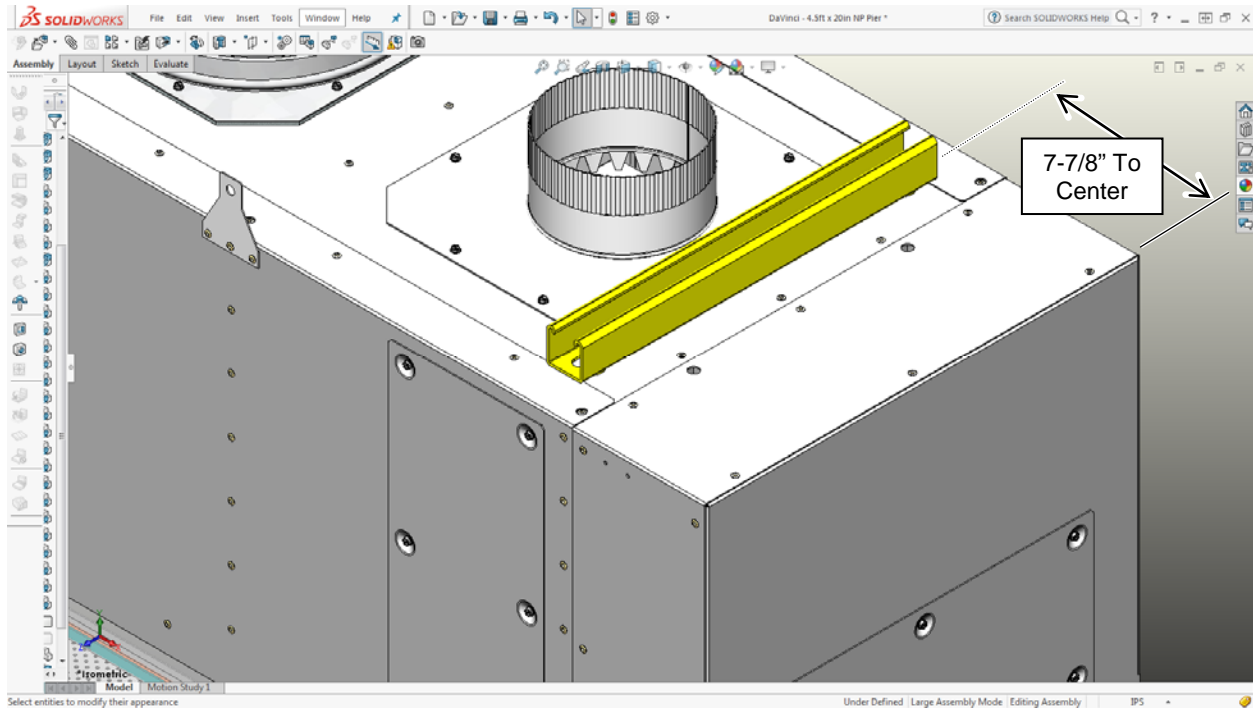 SOLIDWORKS
File Edit View Insert Tools Window Help
DaVinci - 4.5ft x 20in NP Pier *
Search SOLIDWORKS Help
Assembly Layout Sketch Evaluate
7-7/8” To
Center
*Isometric
Model Motion Study 1
Select entities to modify their appearance
Under Defined Large Assembly Mode Editing Assembly IPS